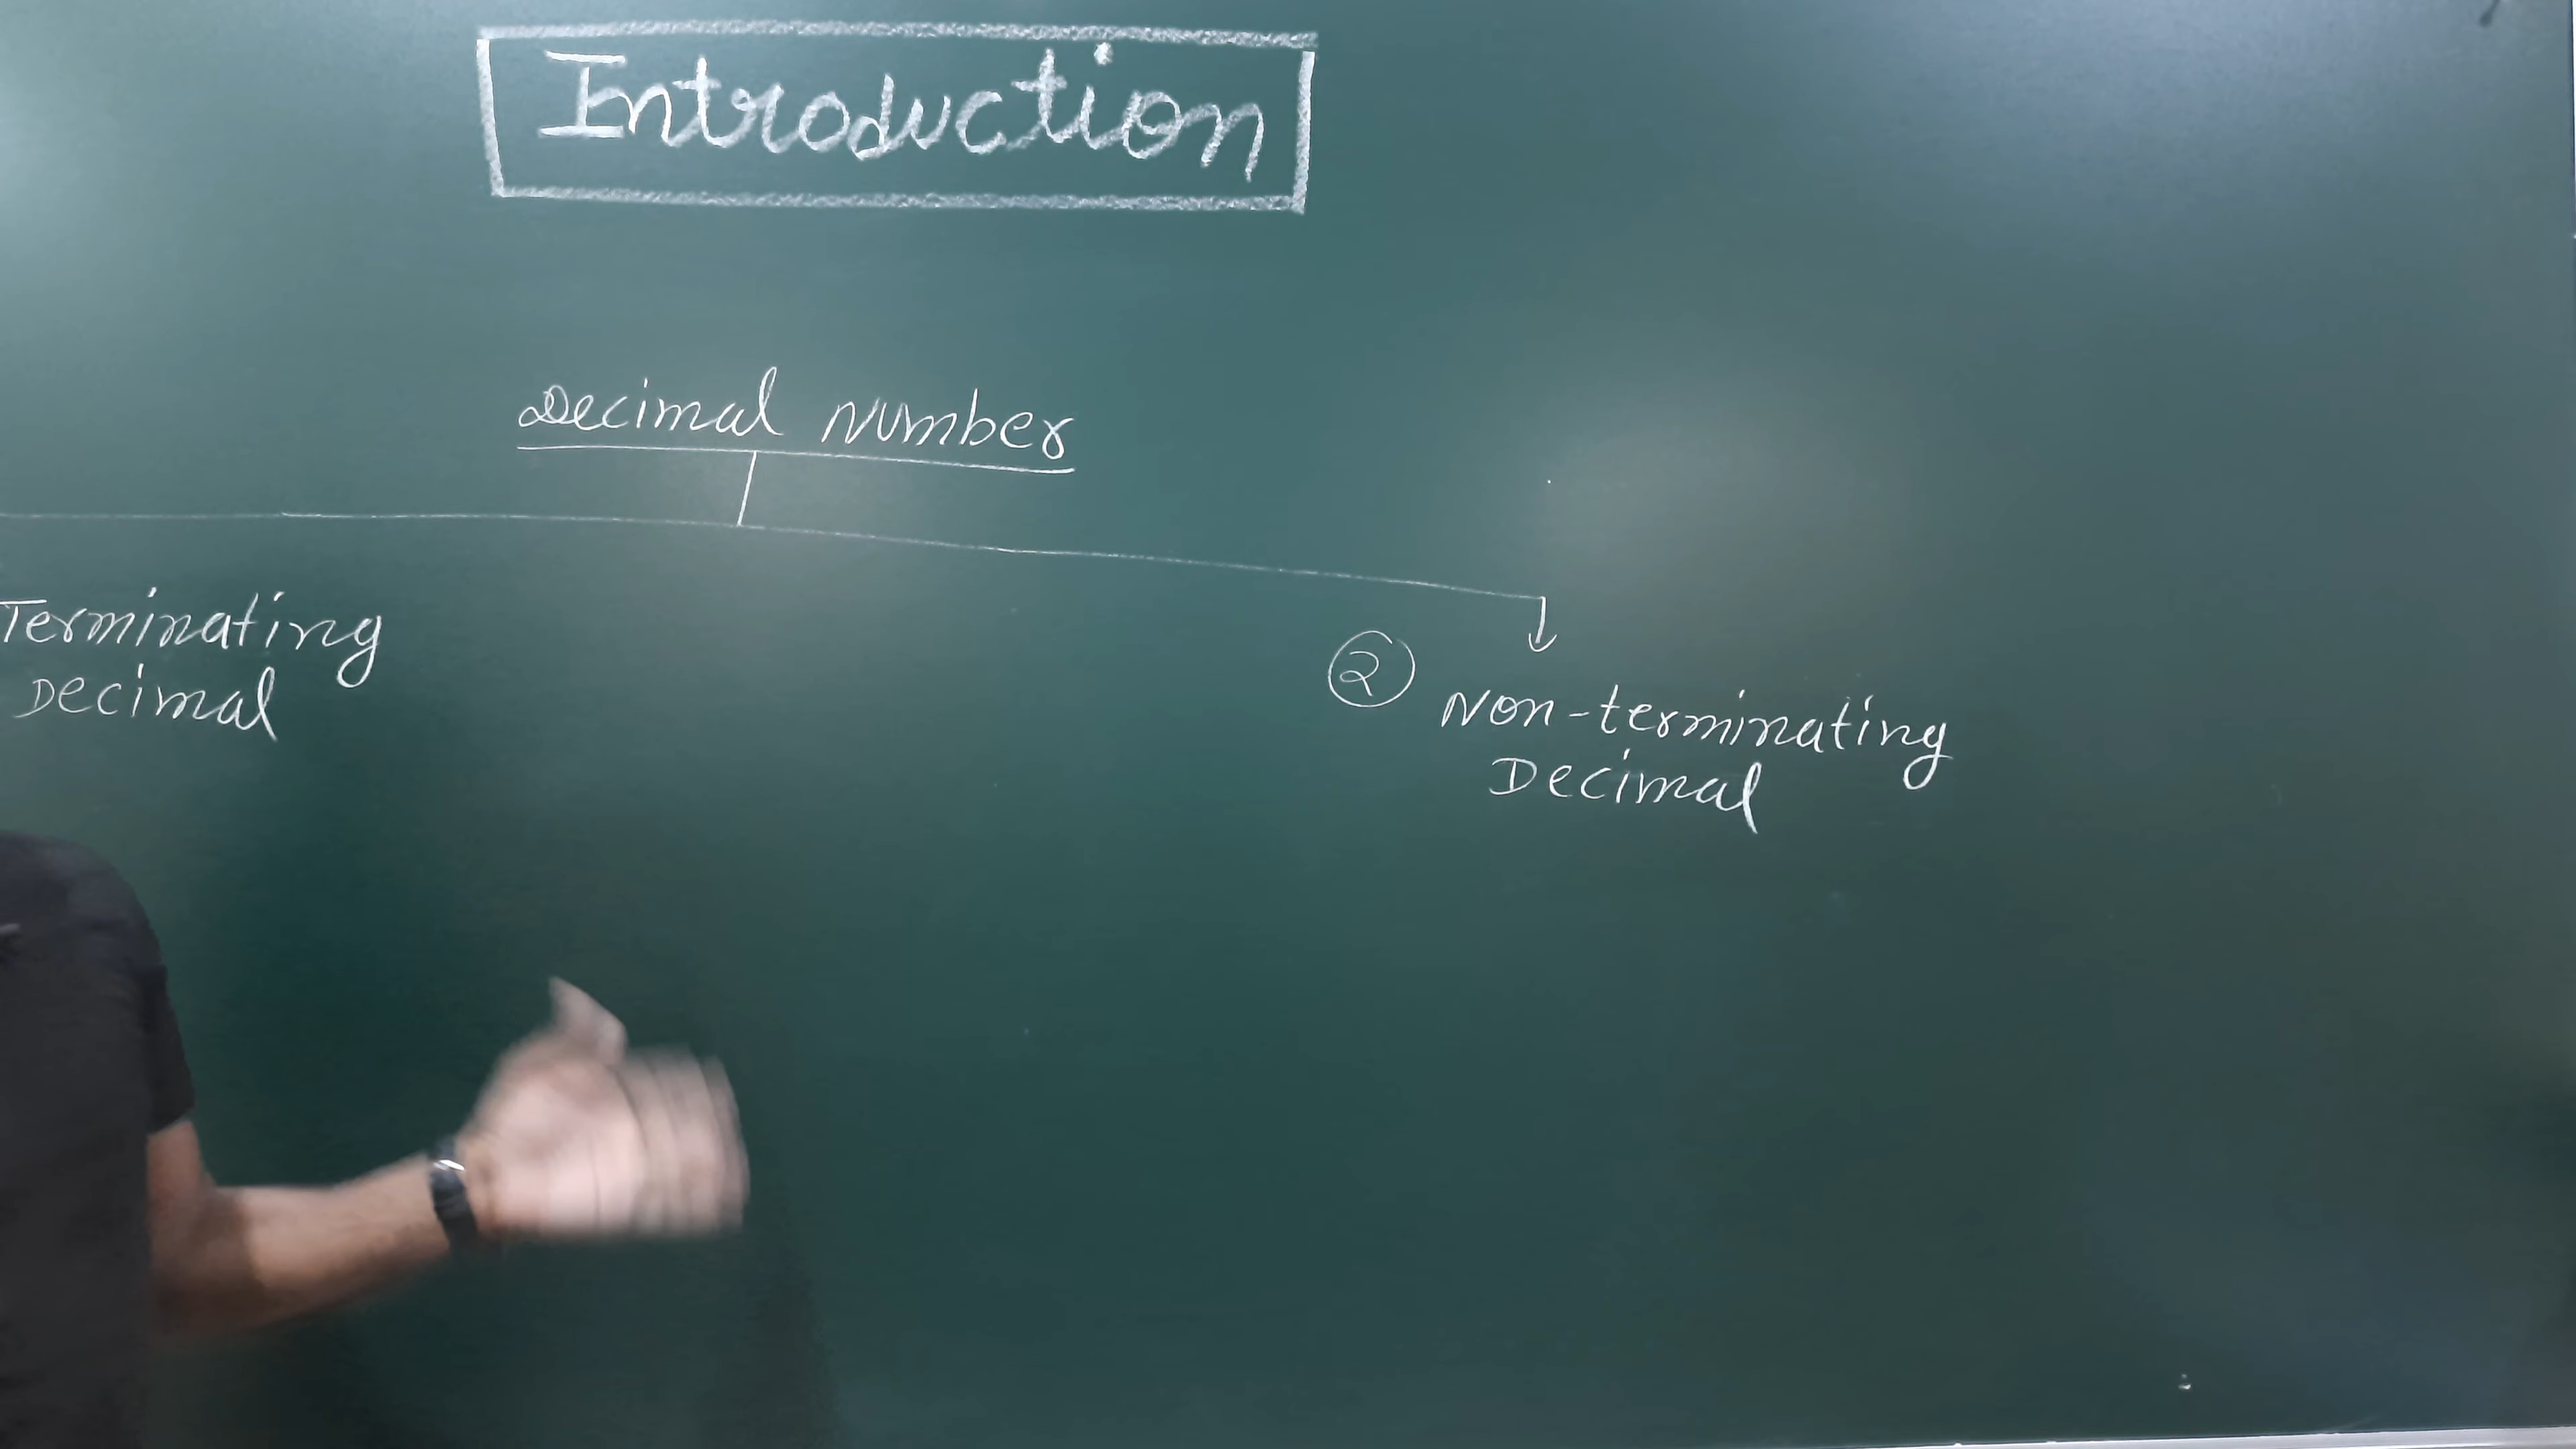 Introduction
Decimal Number
Terminating
Decimal
2
Non-terminating
Decimal